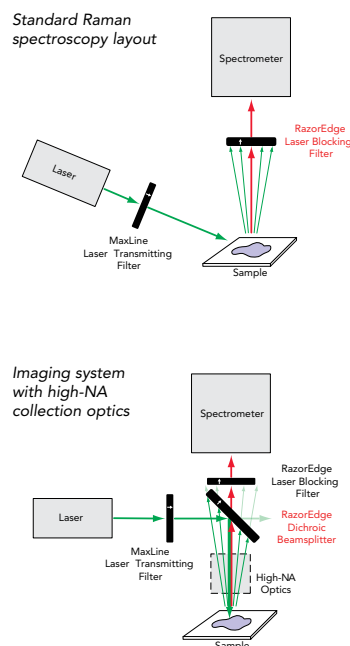 Standard Raman
spectroscopy layout
Spectrometer
RazorEdge
Laser Blocking
Filter
Laser
MaxLine
Laser Transmitting
Filter
Sample
Imaging system
with high-NA
collection optics
Spectrometer
RazorEdge
Laser Blocking
Filter
Laser
RazorEdge
Dichroic
Beamsplitter
MaxLine
Laser Transmitting
Filter
High-NA
Optics
Sample